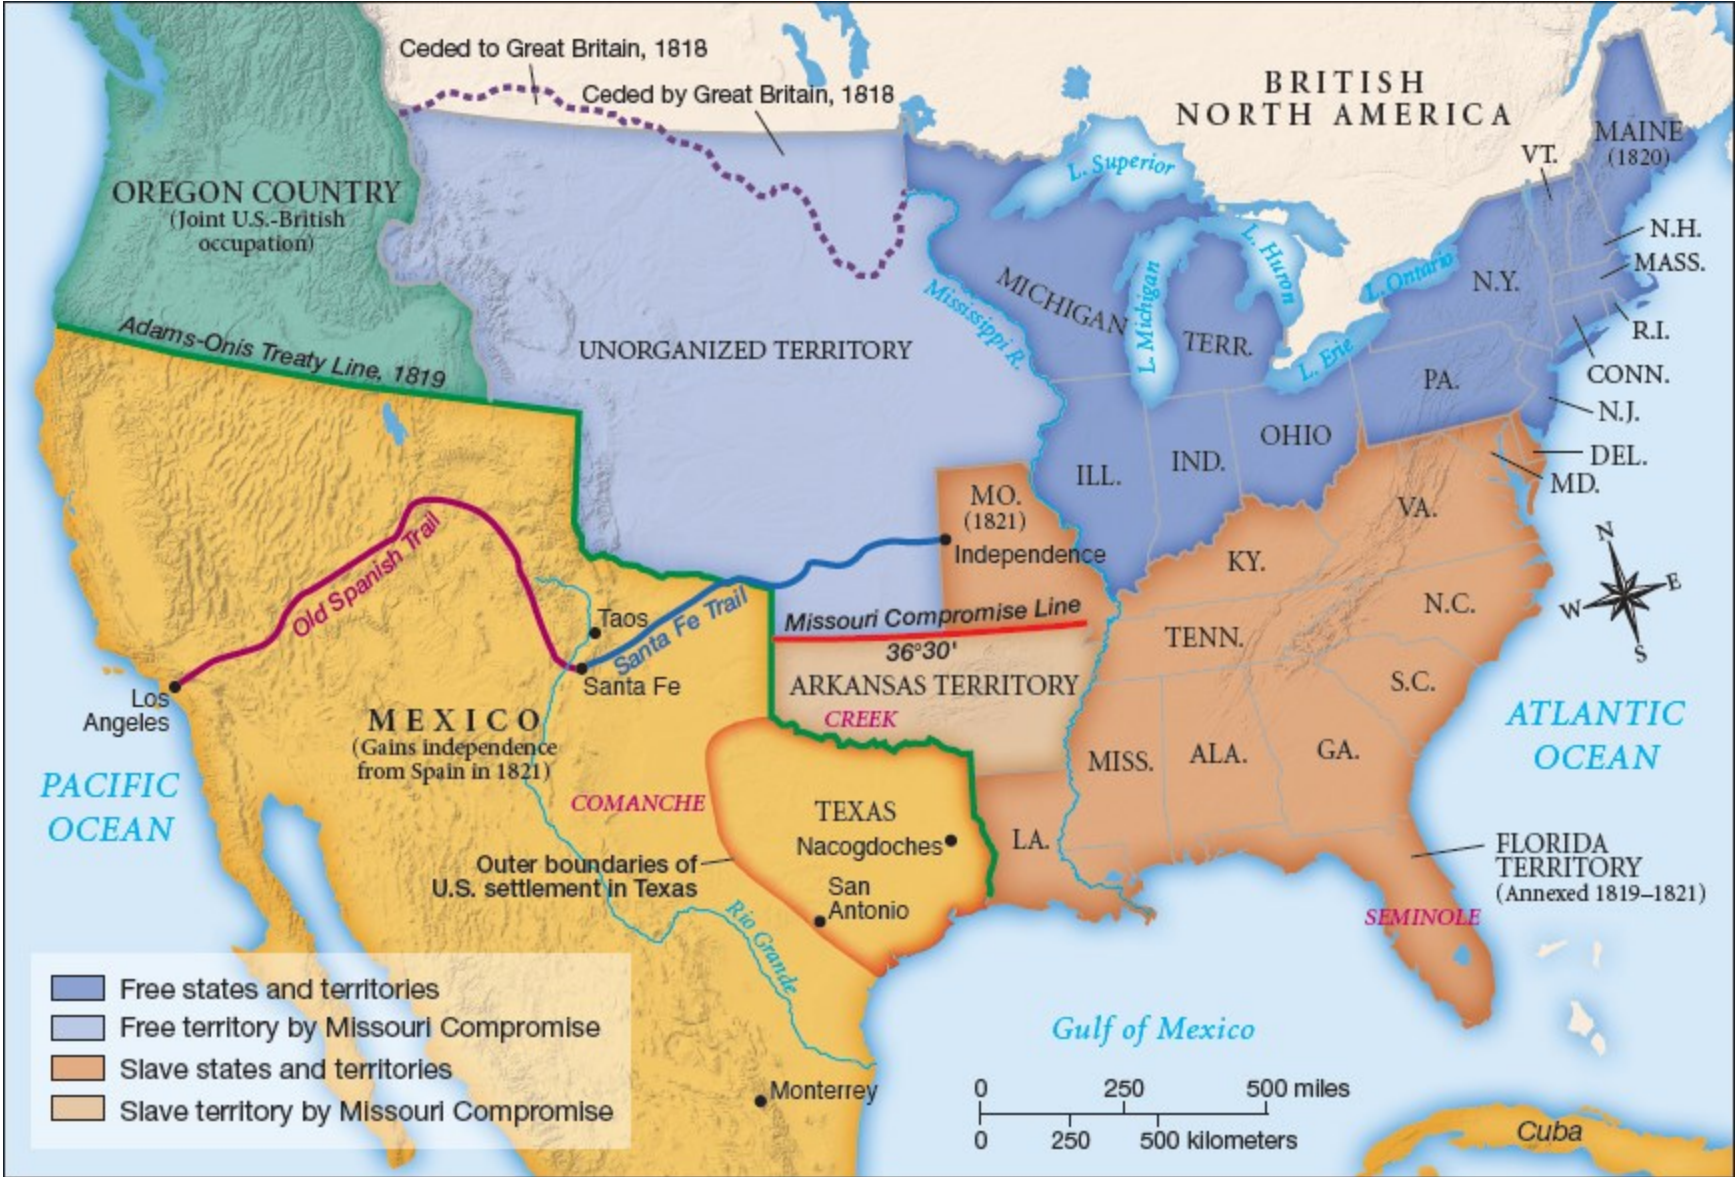 Ceded to Great Britain, 1818
Ceded by Great Britain, 1818
BRITISH
NORTH AMERICA
MAINE
(1820)
VT.
L. Superior
OREGON COUNTRY
(Joint U.S.-British
occupation)
N.H.
MASS.
L. Huron
L. Ontario
N.Y.
MICHIGAN
TERR.
L. Michigan
Mississippi R.
R.I.
Adams-Onis Treaty Line, 1819
UNORGANIZED TERRITORY
L. Erie
PA.
CONN.
N.J.
OHIO
IND.
ILL.
DEL.
MD.
MO.
(1821)
VA.
Independence
KY.
N
E
W
S
Old Spanish Trail
Taos
Santa Fe Trail
Missouri Compromise Line
36°30'
N.C.
TENN.
Santa Fe
Los
Angeles
ARKANSAS TERRITORY
CREEK
S.C.
MEXICO
(Gains independence
from Spain in 1821)
ATLANTIC
OCEAN
MISS.
ALA.
GA.
PACIFIC
OCEAN
COMANCHE
TEXAS
Nacogdoches
LA.
Outer boundaries of
U.S. settlement in Texas
San
Antonio
FLORIDA
TERRITORY
(Annexed 1819–1821)
SEMINOLE
Rio Grande
Free states and territories
Free territory by Missouri Compromise
Slave states and territories
Slave territory by Missouri Compromise
Gulf of Mexico
Monterrey
0 250 500 miles
0 250 500 kilometers
Cuba